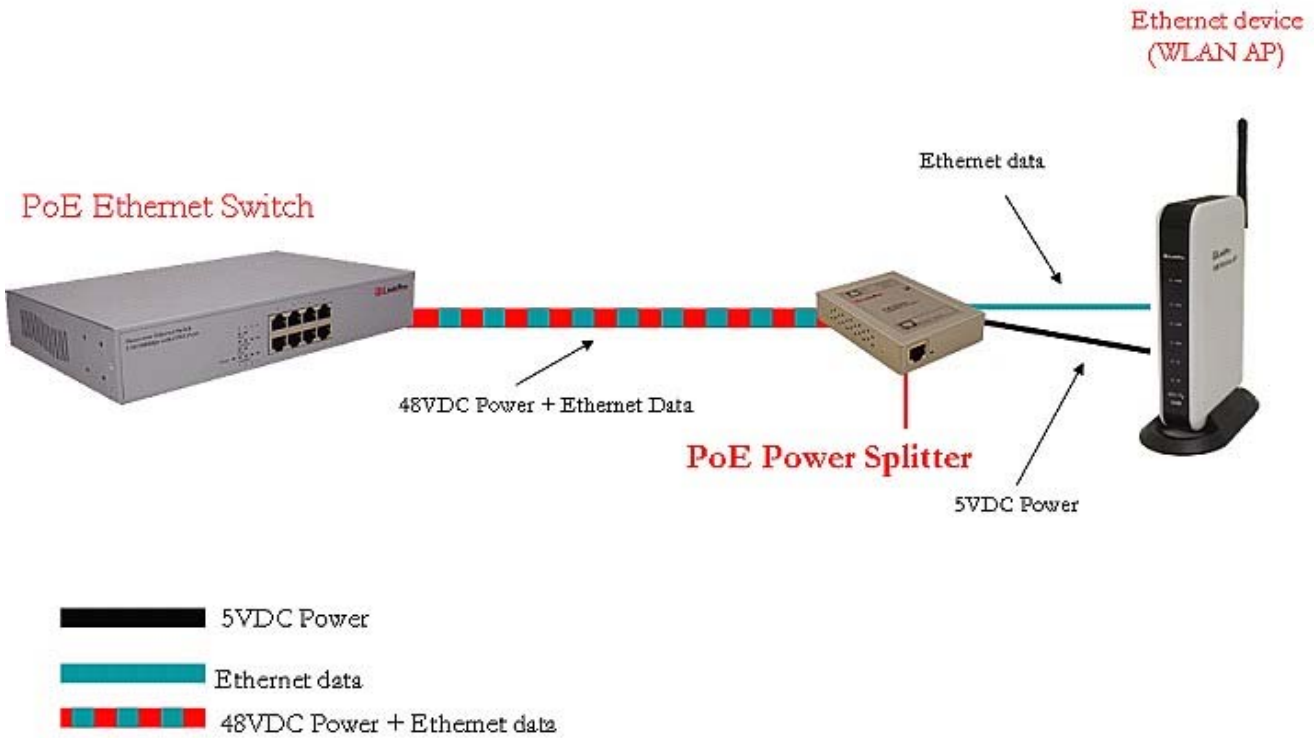 Ethernet device
(WLAN AP)
Ethernet data
PoE Ethernet Switch
48VDC Power + Ethernet Data
PoE Power Splitter
5VDC Power
5VDC Power
Ethernet data
48VDC Power + Ethernet data